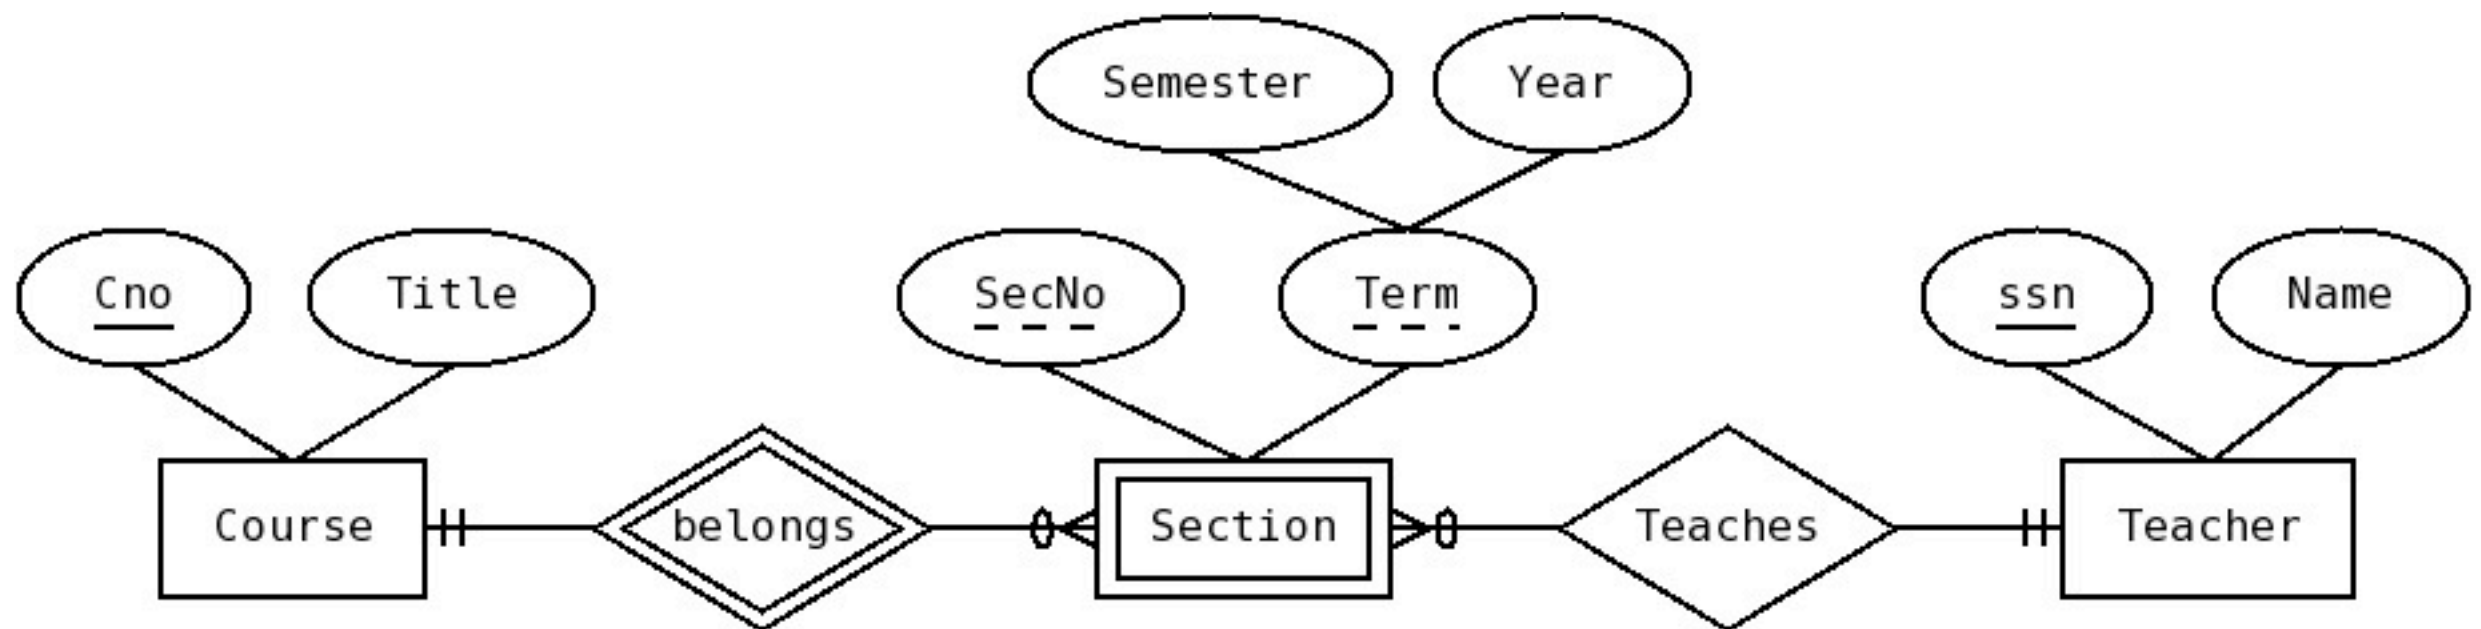 Semester
Year
Cno
Title
SecNo
Term
ssn
Name
Course
belongs
Section
Teaches
Teacher